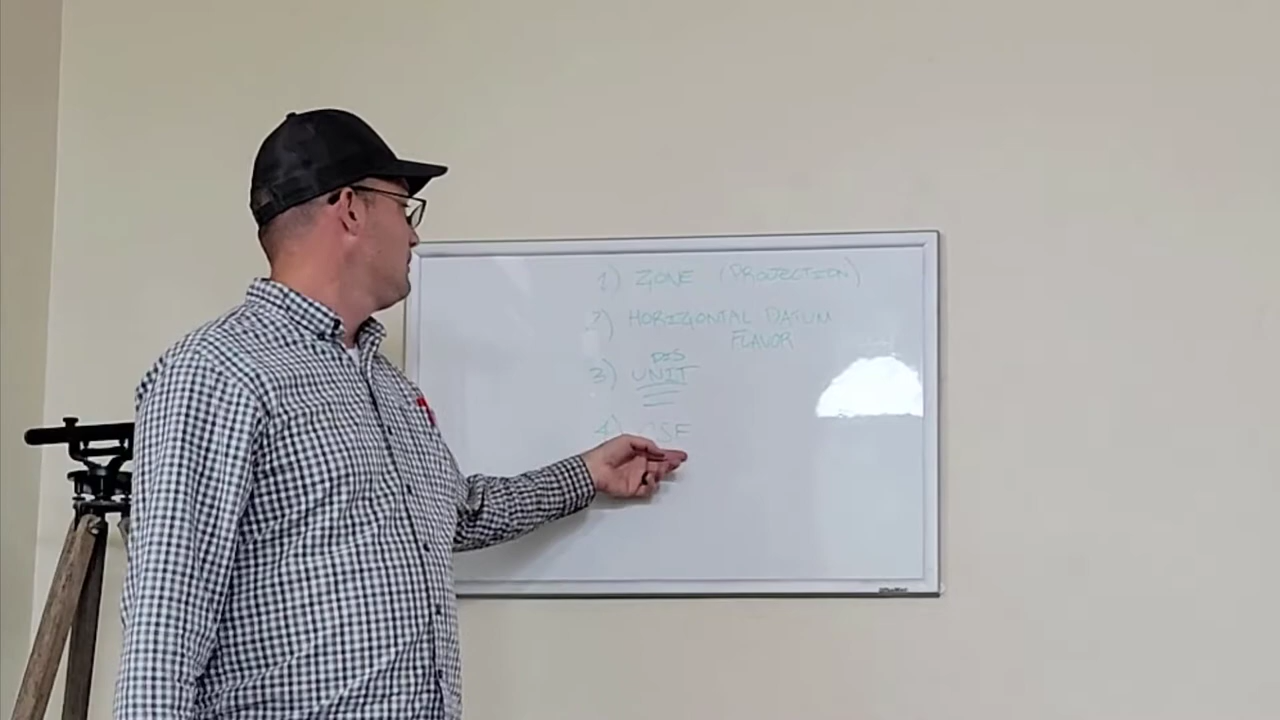 1) ZONE (PROJECTION)
2) HORIZONTAL DATUM
FLAVOR
DIS
3) UNIT
4) CSF